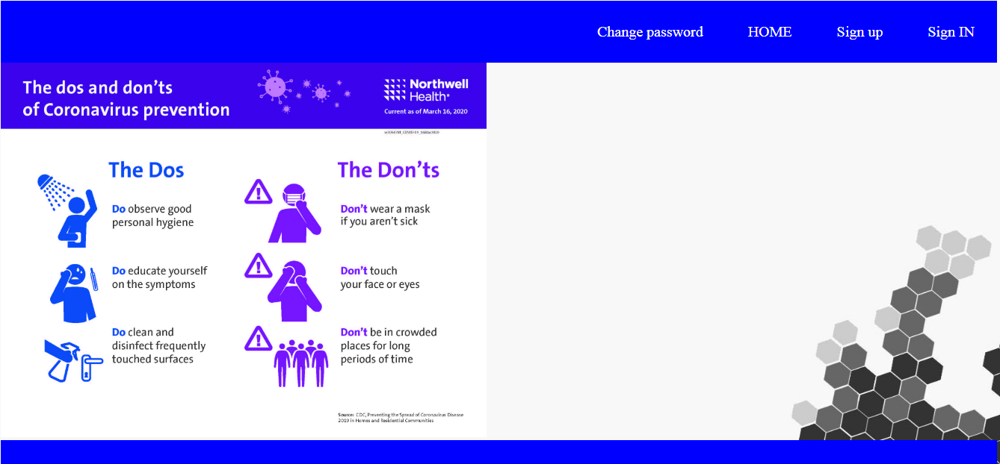 Change password HOME Sign up Sign IN
The dos and don'ts
of Coronavirus prevention
Northwell
Health
Current as of March 16, 2020
The Dos
Do observe good
personal hygiene
Do educate yourself
on the symptoms
Do clean and
disinfect frequently
touched surfaces
The Don'ts
Don't wear a mask
if you aren't sick
Don't touch
your face or eyes
Don't be in crowded
places for long
periods of time
Source: CDC, Preventing the Spread of Coronavirus Disease
2019 in Homes and Residential Communities